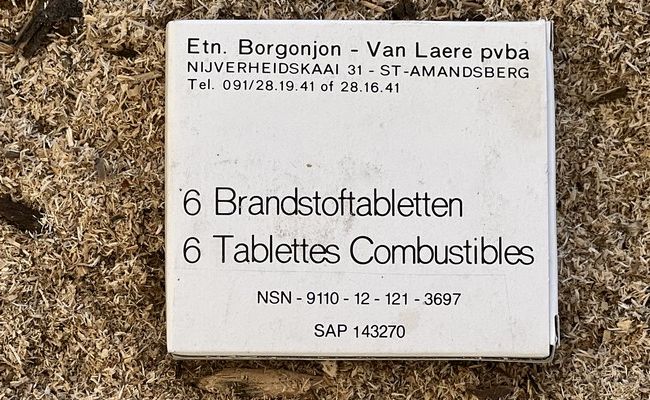 Etn. Borgonjon - Van Laere pvba
NIJVERHEIDSKAAI 31 - ST-AMANDSBERG
Tel. 091/28.19.41 of 28.16.41
6 Brandstoftabletten
6 Tablettes Combustibles
NSN - 9110 - 12 - 121 - 3697
SAP 143270